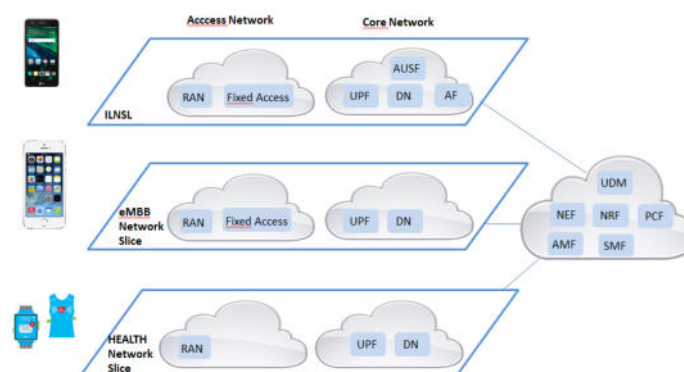 Acccess Network
Core Network
AUSF
RAN
Fixed Access
UPF
DN
AF
ILNSL
UDM
NEF
NRF
PCF
AMF
SMF
eMBB
Network
Slice
RAN
Fixed Access
UPF
DN
HEALTH
Network
Slice
RAN
UPF
DN